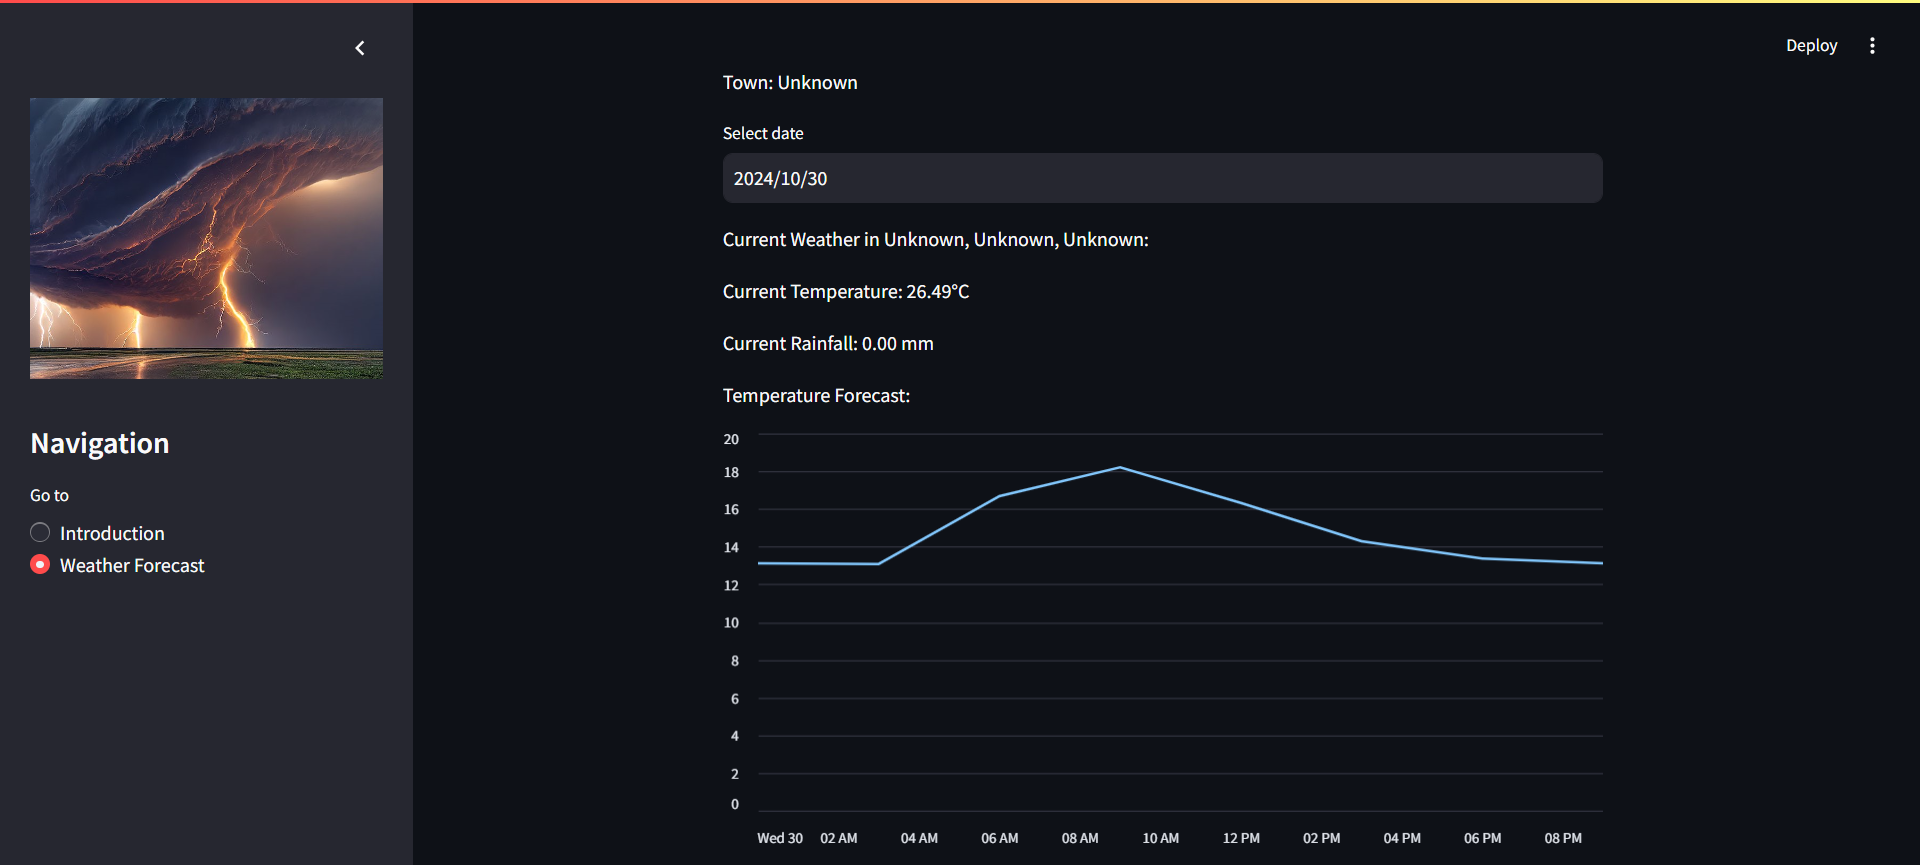 Deploy
Navigation
Go to
Introduction
Weather Forecast
Town: Unknown
Select date
2024/10/30
Current Weather in Unknown, Unknown, Unknown:
Current Temperature: 26.49°C
Current Rainfall: 0.00 mm
Temperature Forecast:
20
18
16
14
12
10
8
6
4
2
0
Wed 30 02 AM 04 AM 06 AM 08 AM 10 AM 12 PM 02 PM 04 PM 06 PM 08 PM